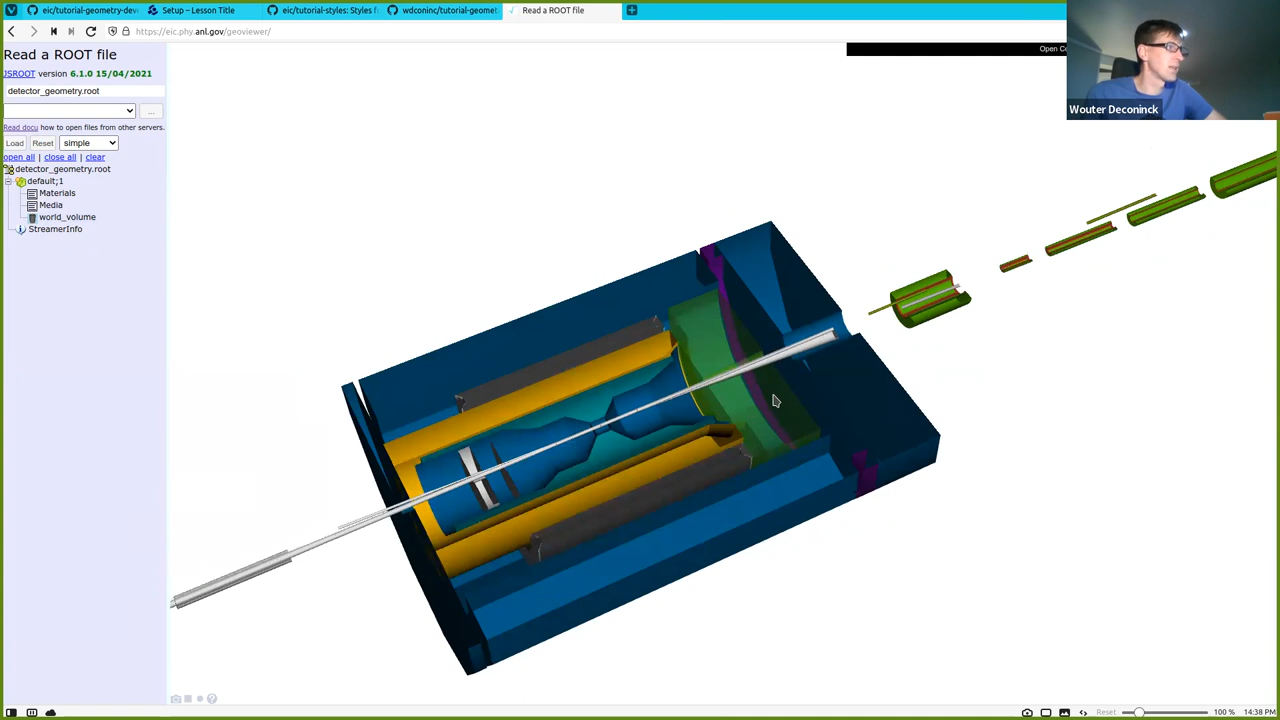 eic/tutorial-geometry-dev
Setup – Lesson Title
eic/tutorial-styles: Styles f
wdconinc/tutorial-geomet
Read a ROOT file
https://eic.phy.anl.gov/geoviewer/
Read a ROOT file
Open Co
JSROOT version 6.1.0 15/04/2021
detector_geometry.root
...
Read docu how to open files from other servers.
Load Reset simple
open all | close all | clear
detector_geometry.root
default;1
Materials
Media
world_volume
StreamerInfo
Wouter Deconinck
Reset 100 % 14:38 PM